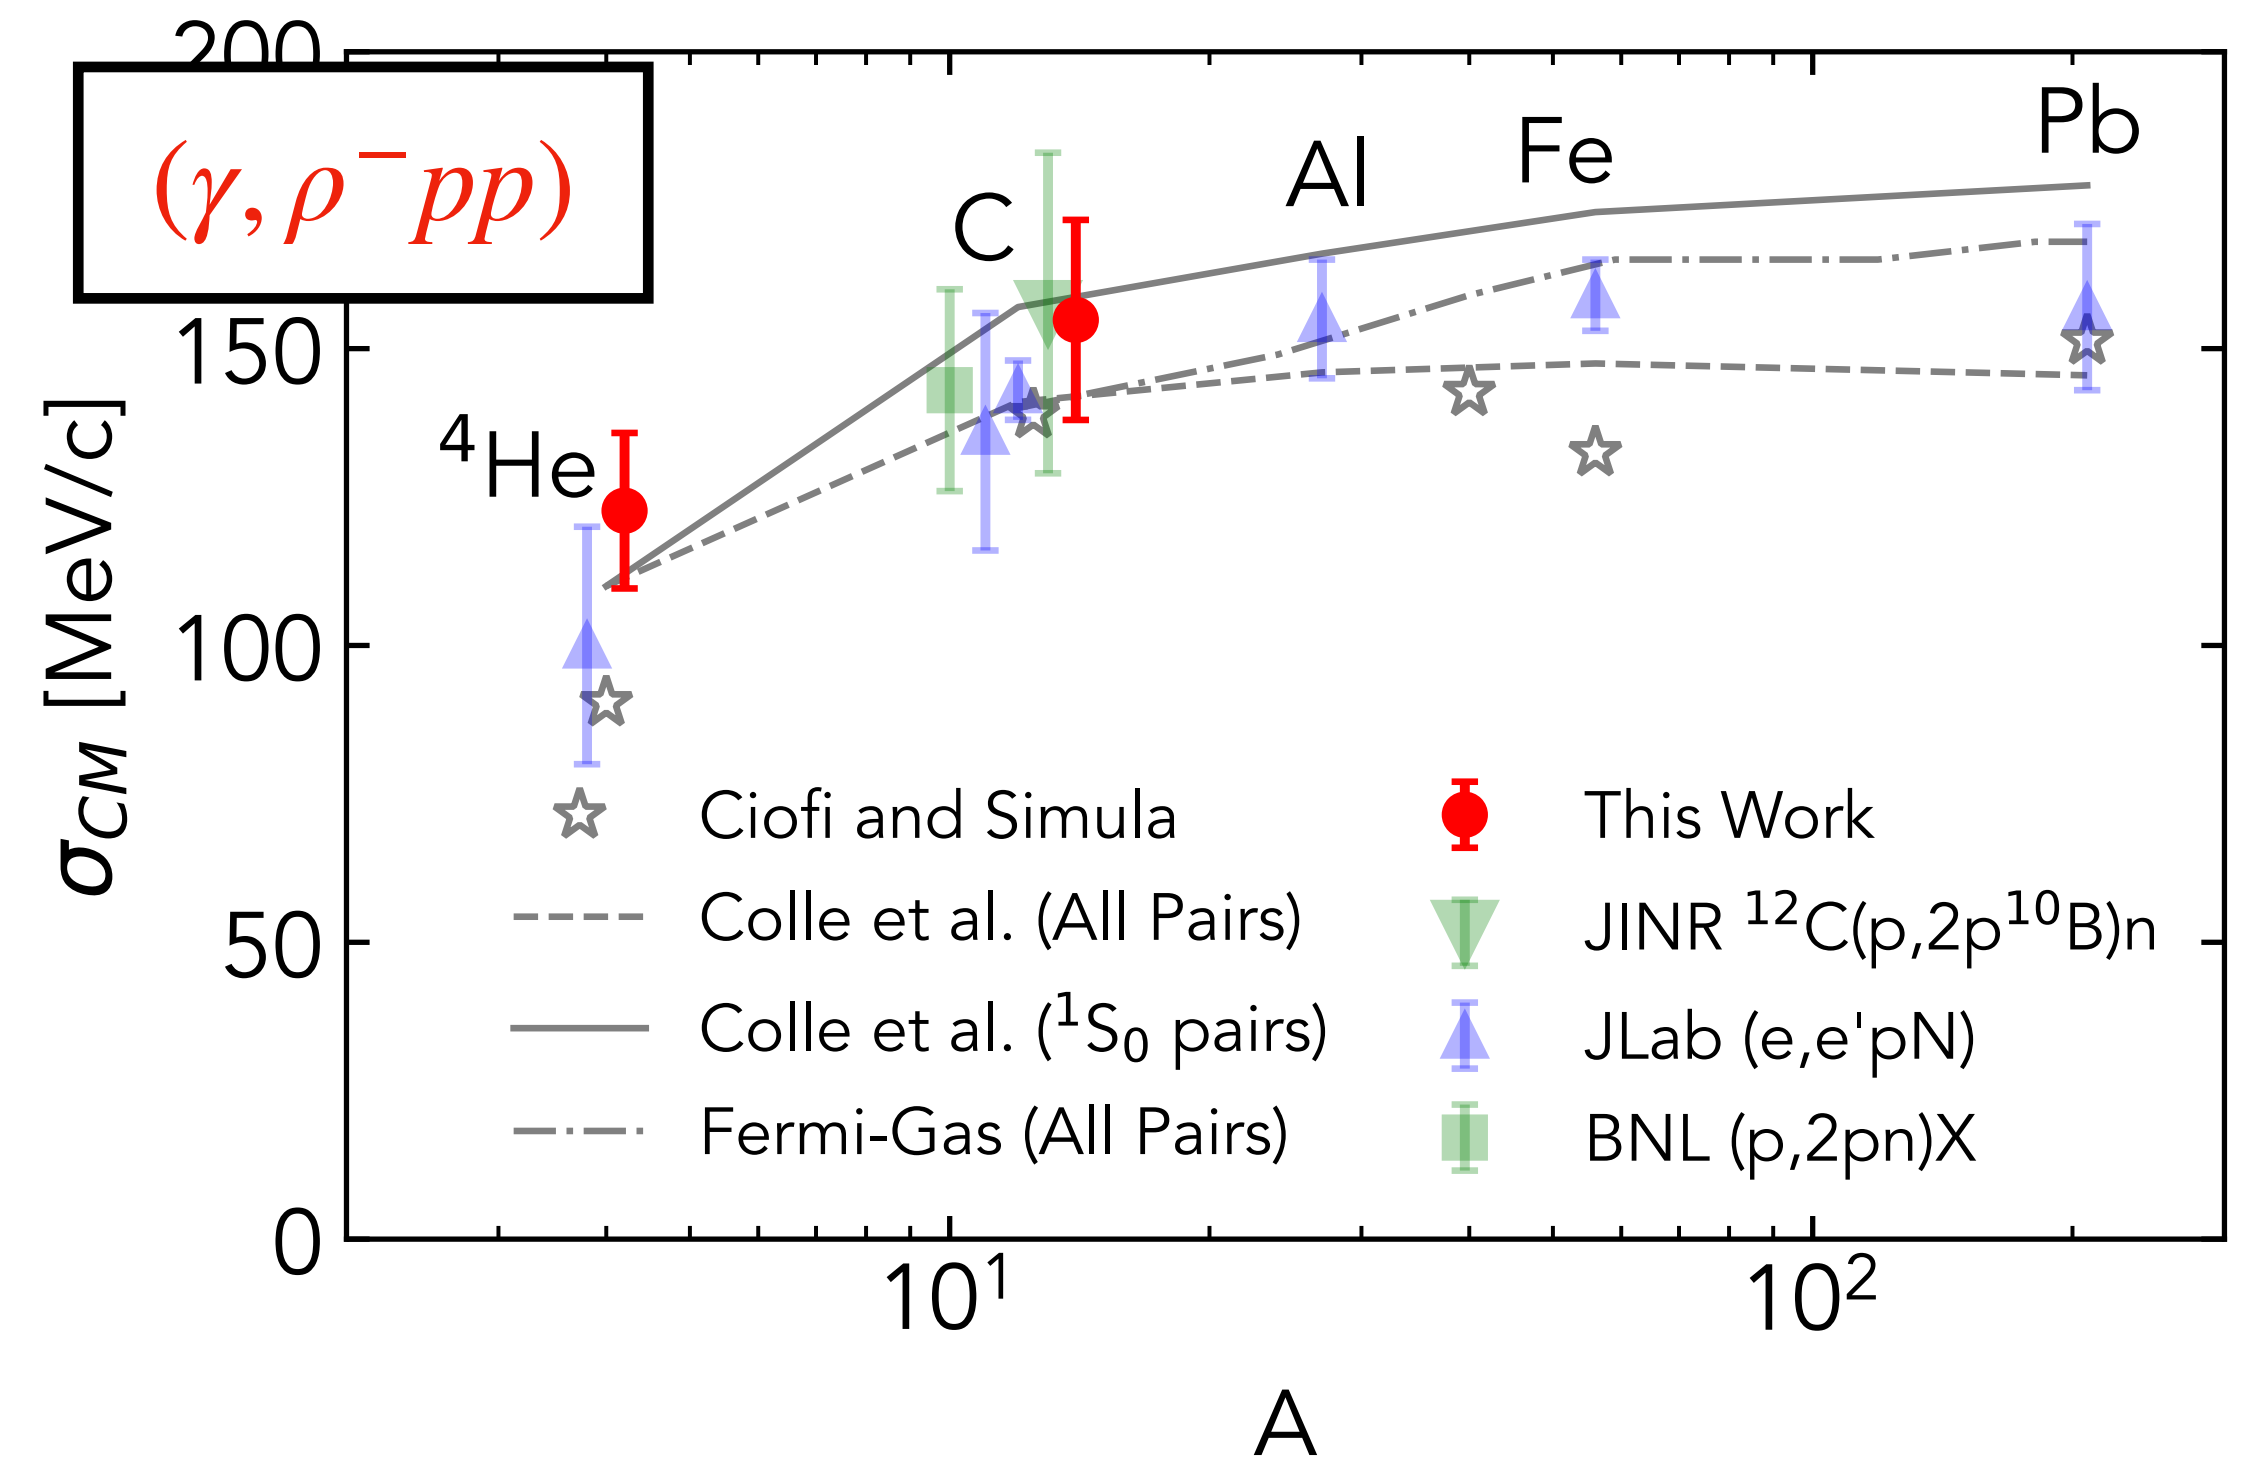 200
(γ, ρ⁻pp)
Pb
Fe
Al
C
150
⁴He
100
σ_CM [MeV/c]
Ciofi and Simula
This Work
Colle et al. (All Pairs)
JINR ¹²C(p,2p¹⁰B)n
50
Colle et al. (¹S₀ pairs)
JLab (e,e'pN)
Fermi-Gas (All Pairs)
BNL (p,2pn)X
0
10¹
10²
A